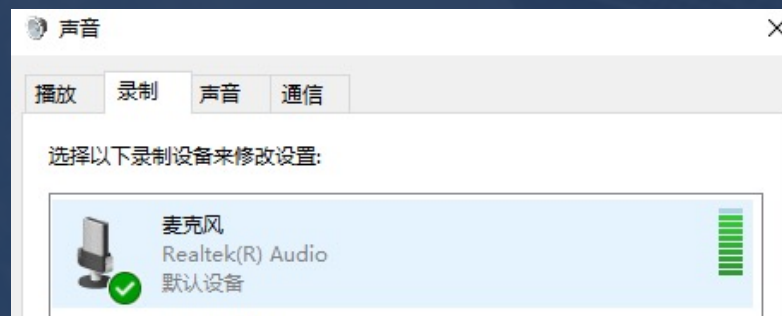 声音
播放
录制
声音
通信
选择以下录制设备来修改设置:
麦克风
Realtek(R) Audio
默认设备